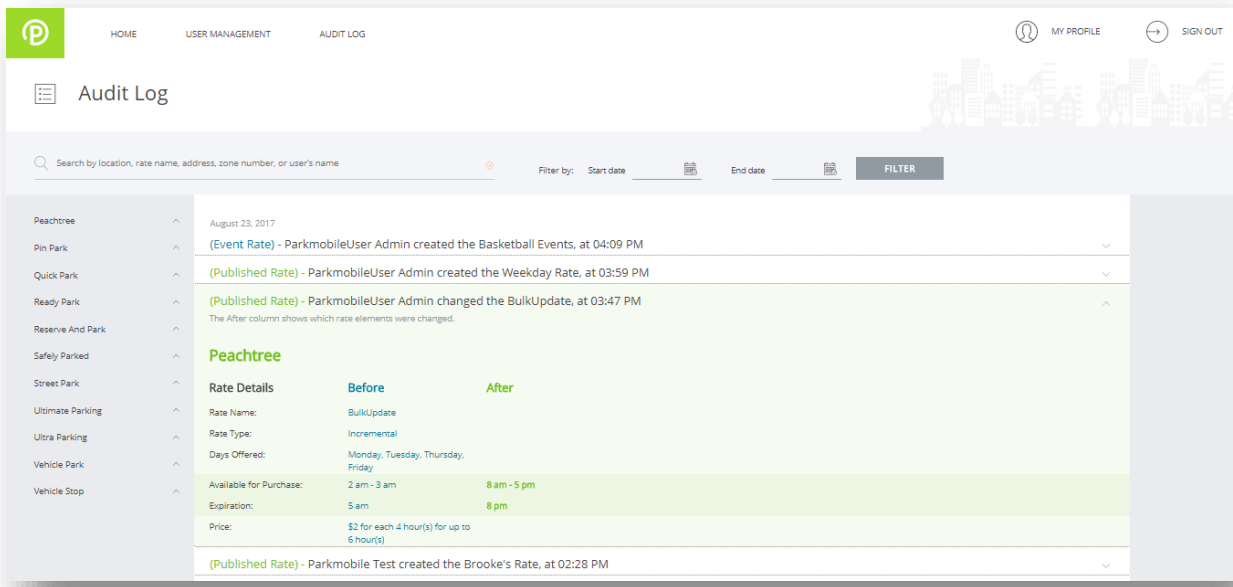 P
HOME USER MANAGEMENT AUDIT LOG MY PROFILE SIGN OUT
Audit Log
Search by location, rate name, address, zone number, or user's name Filter by: Start date End date FILTER
Peachtree
Pin Park
Quick Park
Ready Park
Reserve And Park
Safely Parked
Street Park
Ultimate Parking
Ultra Parking
Vehicle Park
Vehicle Stop
August 23, 2017
(Event Rate) - ParkmobileUser Admin created the Basketball Events, at 04:09 PM
(Published Rate) - ParkmobileUser Admin created the Weekday Rate, at 03:59 PM
(Published Rate) - ParkmobileUser Admin changed the BulkUpdate, at 03:47 PM
The After column shows which rate elements were changed.
Peachtree
Rate Details Before After
Rate Name: BulkUpdate
Rate Type: Incremental
Days Offered: Monday, Tuesday, Thursday,
Friday
Available for Purchase: 2 am - 3 am 8 am - 5 pm
Expiration: 5 am 8 pm
Price: $2 for each 4 hour(s) for up to
6 hour(s)
(Published Rate) - Parkmobile Test created the Brooke's Rate, at 02:28 PM